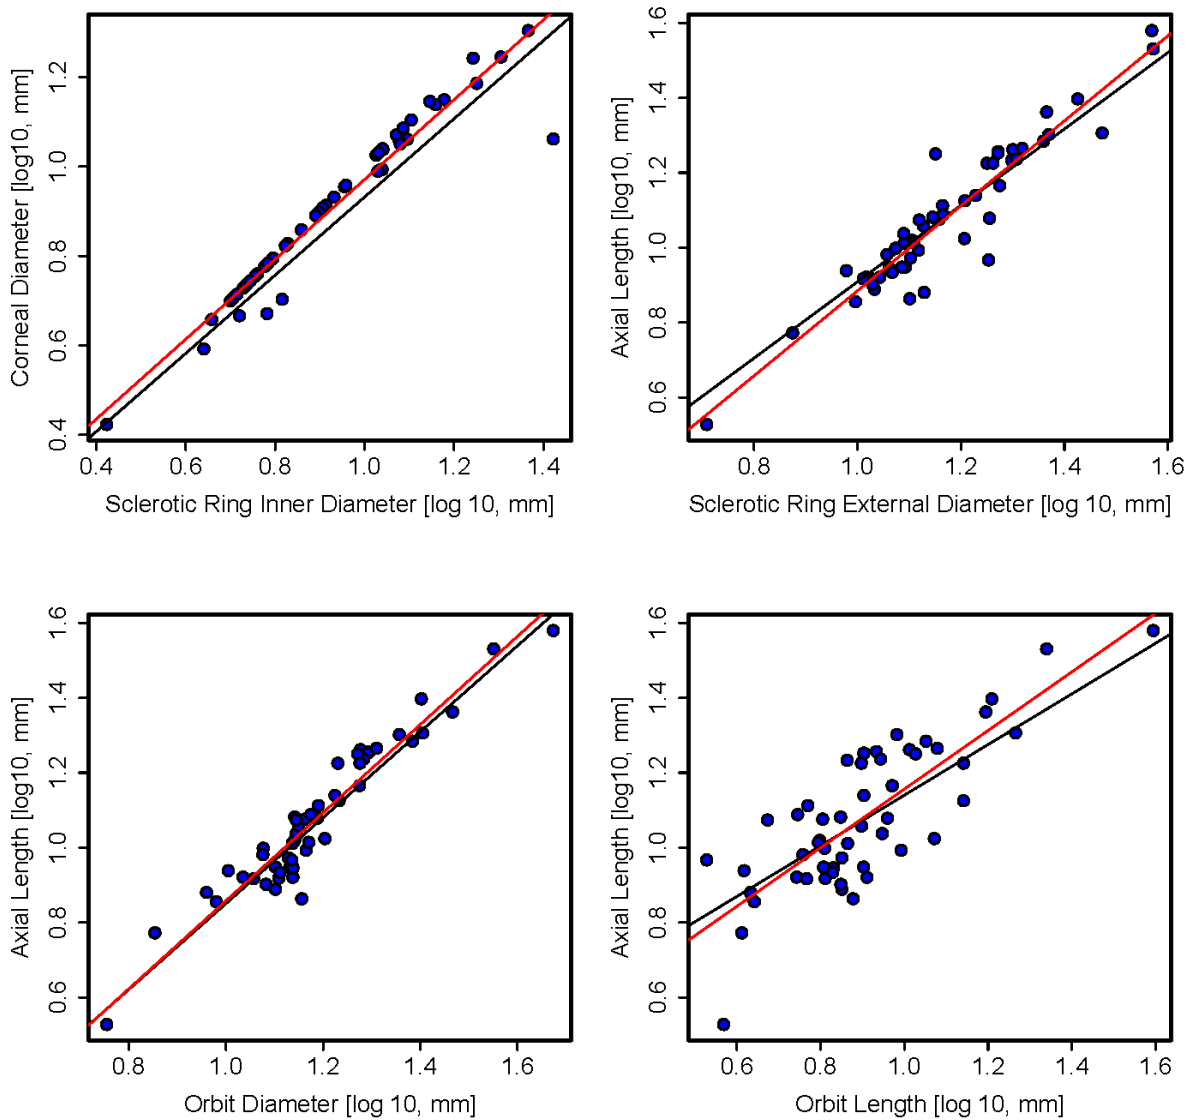 Corneal Diameter [log10, mm]
1.2
1.0
0.8
0.6
0.4
0.4 0.6 0.8 1.0 1.2 1.4
Sclerotic Ring Inner Diameter [log 10, mm]
Axial Length [log10, mm]
1.6
1.4
1.2
1.0
0.8
0.6
0.8 1.0 1.2 1.4 1.6
Sclerotic Ring External Diameter [log 10, mm]
Axial Length [log10, mm]
1.6
1.4
1.2
1.0
0.8
0.6
0.8 1.0 1.2 1.4 1.6
Orbit Diameter [log 10, mm]
Axial Length [log10, mm]
1.6
1.4
1.2
1.0
0.8
0.6
0.6 0.8 1.0 1.2 1.4 1.6
Orbit Length [log 10, mm]